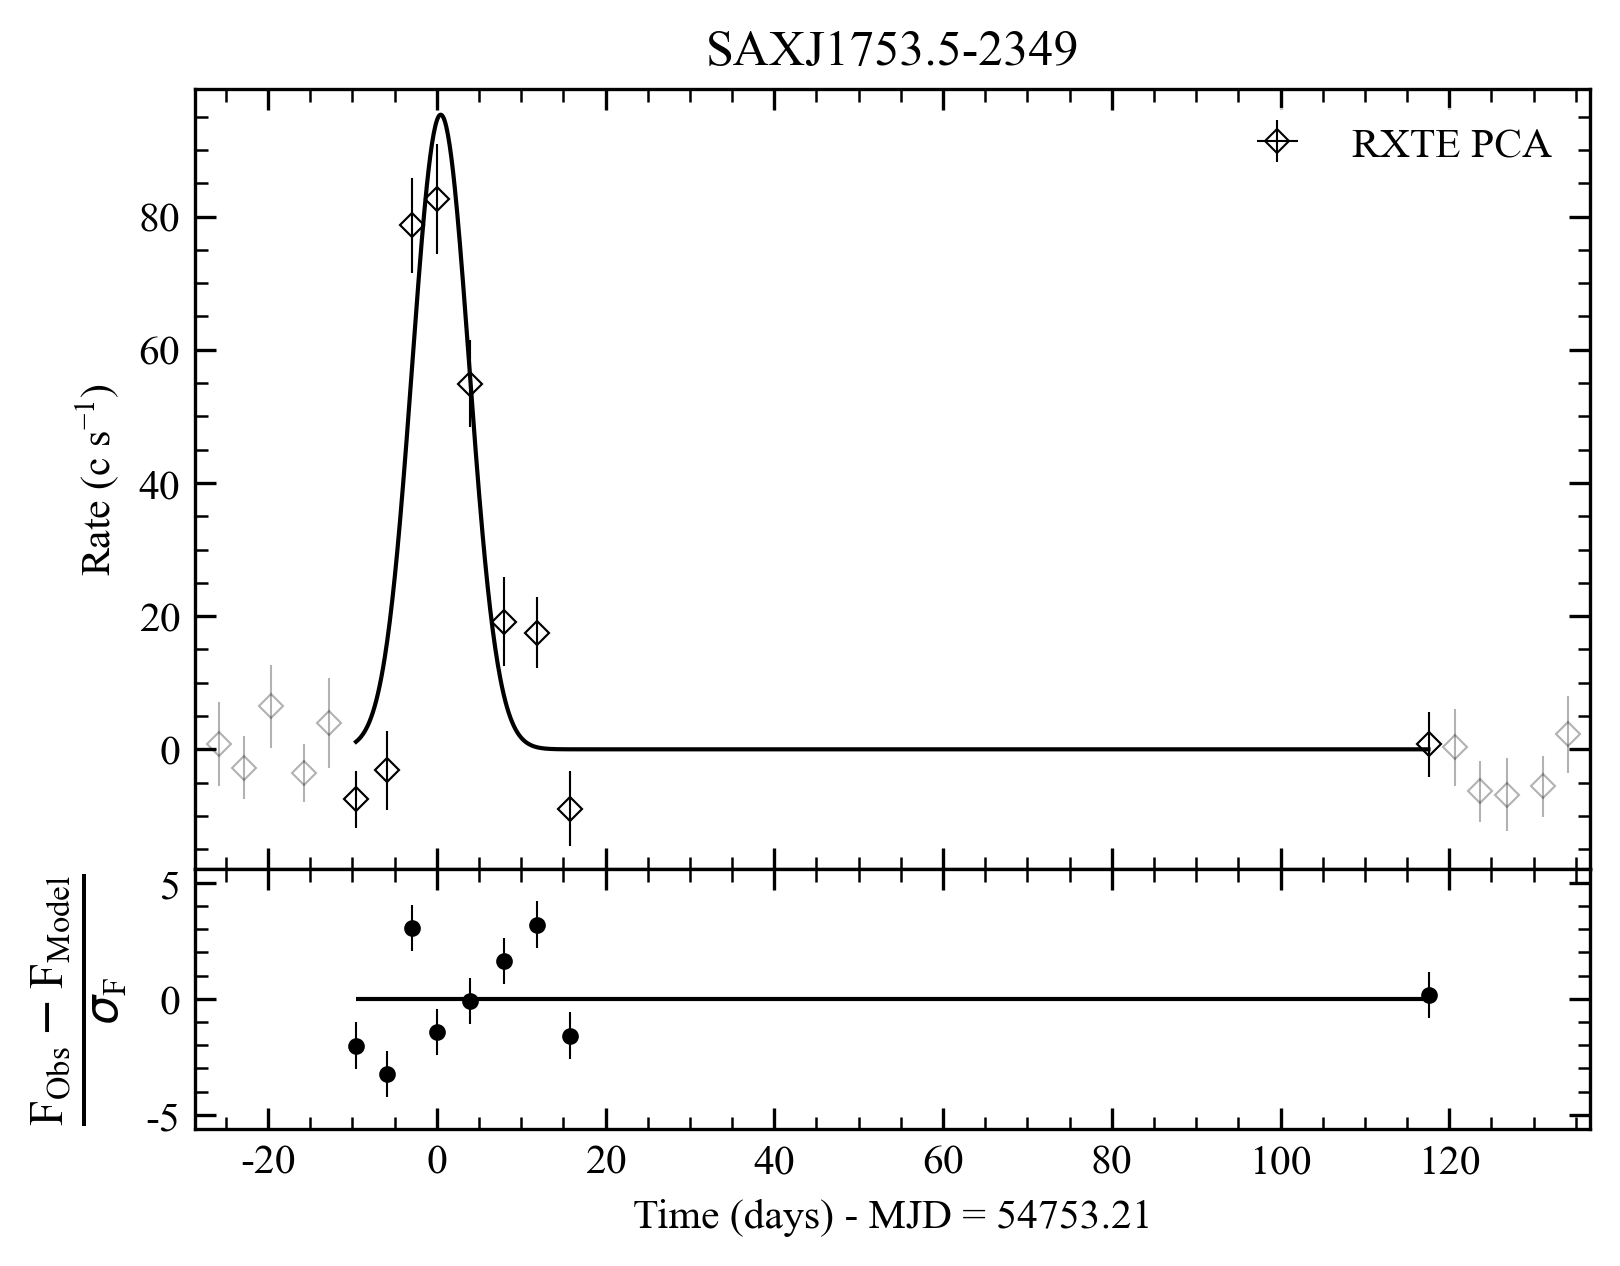 SAXJ1753.5-2349
RXTE PCA
80
60
40
20
0
Rate (c s⁻¹)
5
0
-5
F_Obs − F_Model
σ_F
-20 0 20 40 60 80 100 120
Time (days) - MJD = 54753.21